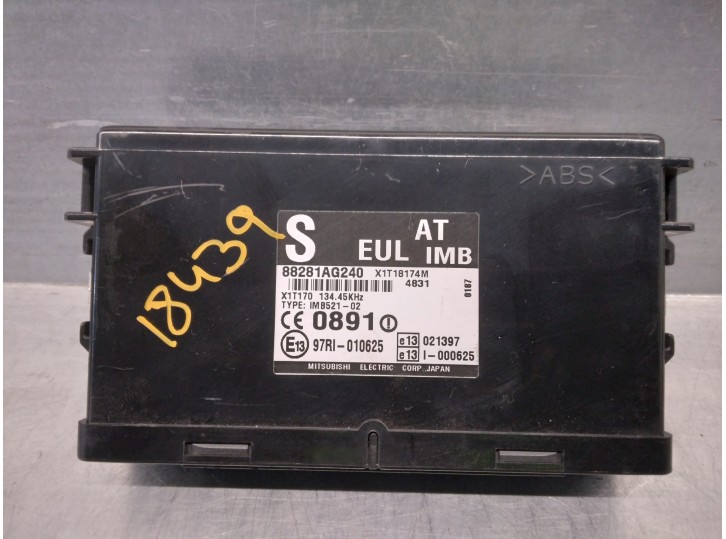 >ABS<
18439
S EUL AT IMB
88281AG240 X1T18174M
4831
0187
X1T170 134.45KHz
TYPE: IMB521-02
CE 0891
E13 97RI-010625
e13 021397
e13 I-000625
MITSUBISHI ELECTRIC CORP. JAPAN